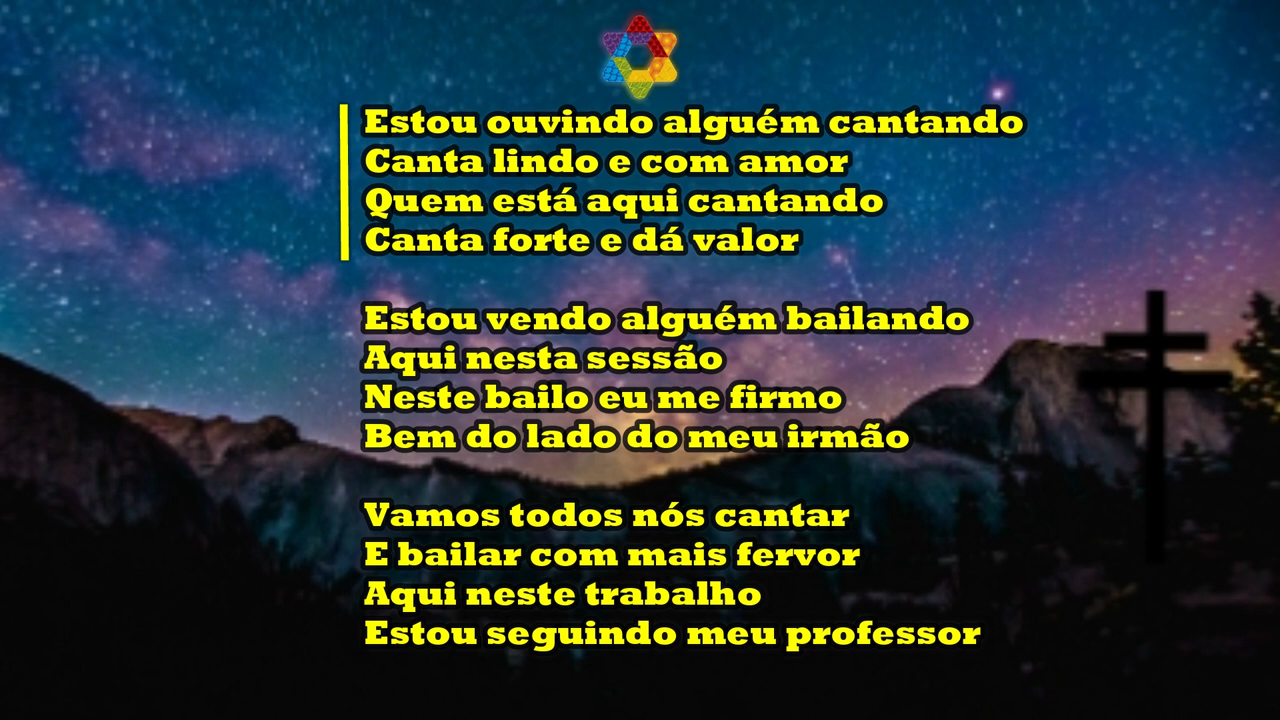 Estou ouvindo alguém cantando
Canta lindo e com amor
Quem está aqui cantando
Canta forte e dá valor
Estou vendo alguém bailando
Aqui nesta sessão
Neste bailo eu me firmo
Bem do lado do meu irmão
Vamos todos nós cantar
E bailar com mais fervor
Aqui neste trabalho
Estou seguindo meu professor